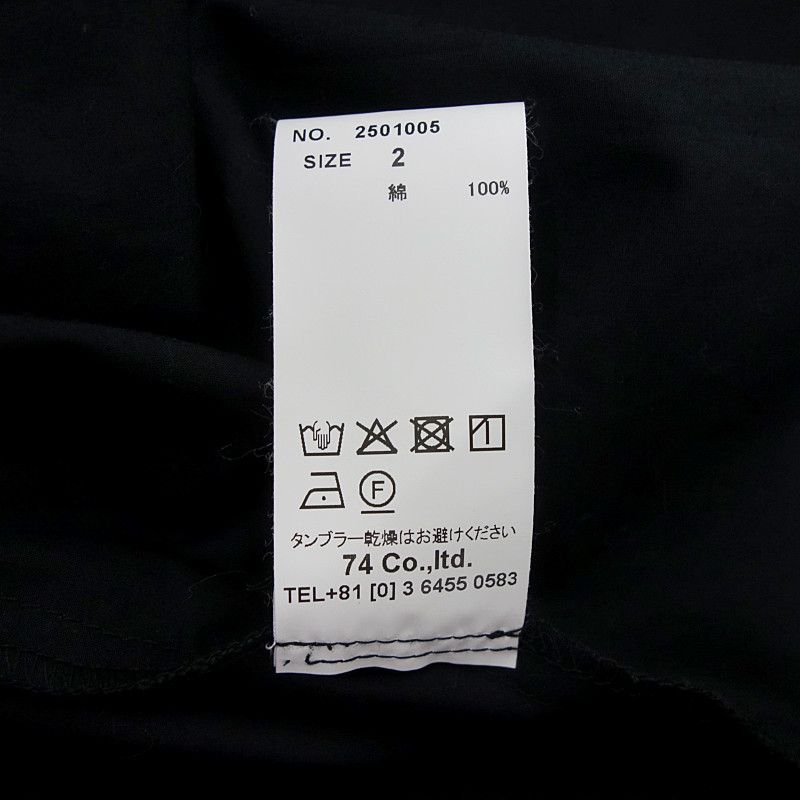 NO. 2501005
SIZE 2
綿 100%
F
タンブラー乾燥はお避けください
74 Co.,ltd.
TEL+81 [0] 3 6455 0583